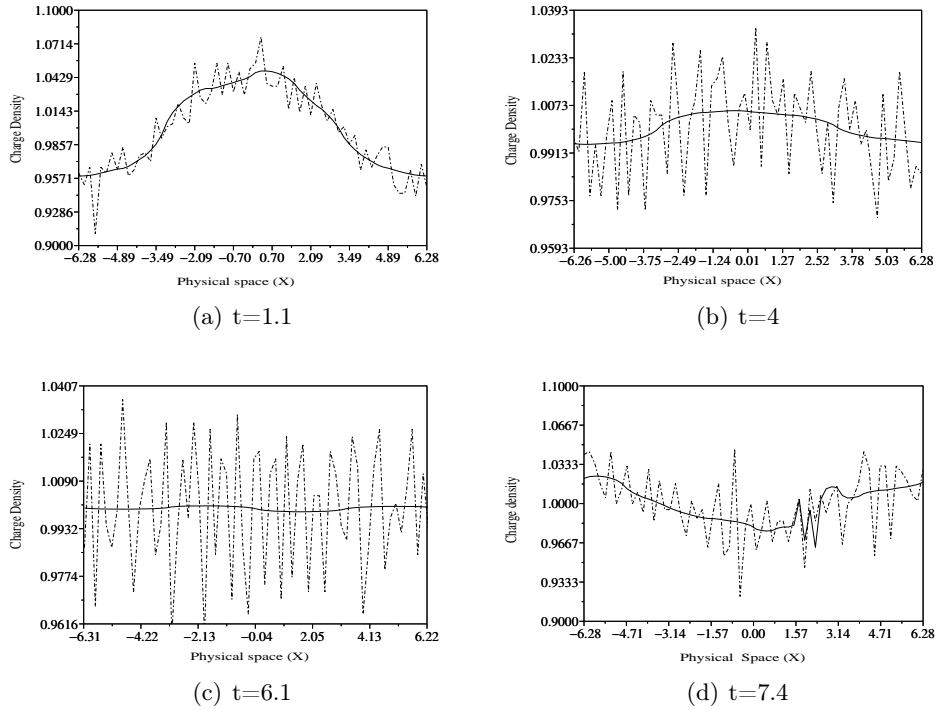 1.1000
1.0714
1.0429
1.0143
0.9857
0.9571
0.9286
0.9000
Charge Density
−6.28 −4.89 −3.49 −2.09 −0.70 0.70 2.09 3.49 4.89 6.28
Physical space (X)
(a) t=1.1
1.0393
1.0233
1.0073
0.9913
0.9753
0.9593
Charge Density
−6.26 −5.00 −3.75 −2.49 −1.24 0.01 1.27 2.52 3.78 5.03 6.28
Physical space (X)
(b) t=4
1.0407
1.0249
1.0090
0.9932
0.9774
0.9616
Charge Density
−6.31 −4.22 −2.13 −0.04 2.05 4.13 6.22
Physical space (X)
(c) t=6.1
1.1000
1.0667
1.0333
1.0000
0.9667
0.9333
0.9000
Charge density
−6.28 −4.71 −3.14 −1.57 0.00 1.57 3.14 4.71 6.28
Physical Space (X)
(d) t=7.4